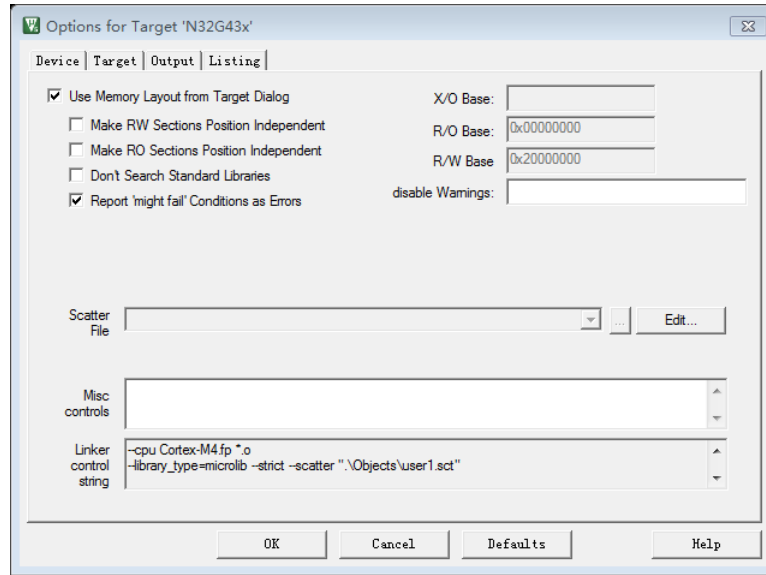 Options for Target 'N32G43x'
Device Target Output Listing
Use Memory Layout from Target Dialog
X/O Base:
Make RW Sections Position Independent
R/O Base: 0x00000000
Make RO Sections Position Independent
R/W Base 0x20000000
Don't Search Standard Libraries
disable Warnings:
Report 'might fail' Conditions as Errors
Scatter
File
... Edit...
Misc
controls
Linker
control
string
--cpu Cortex-M4.fp *.o
--library_type=microlib --strict --scatter ".\Objects\user1.sct"
OK Cancel Defaults Help